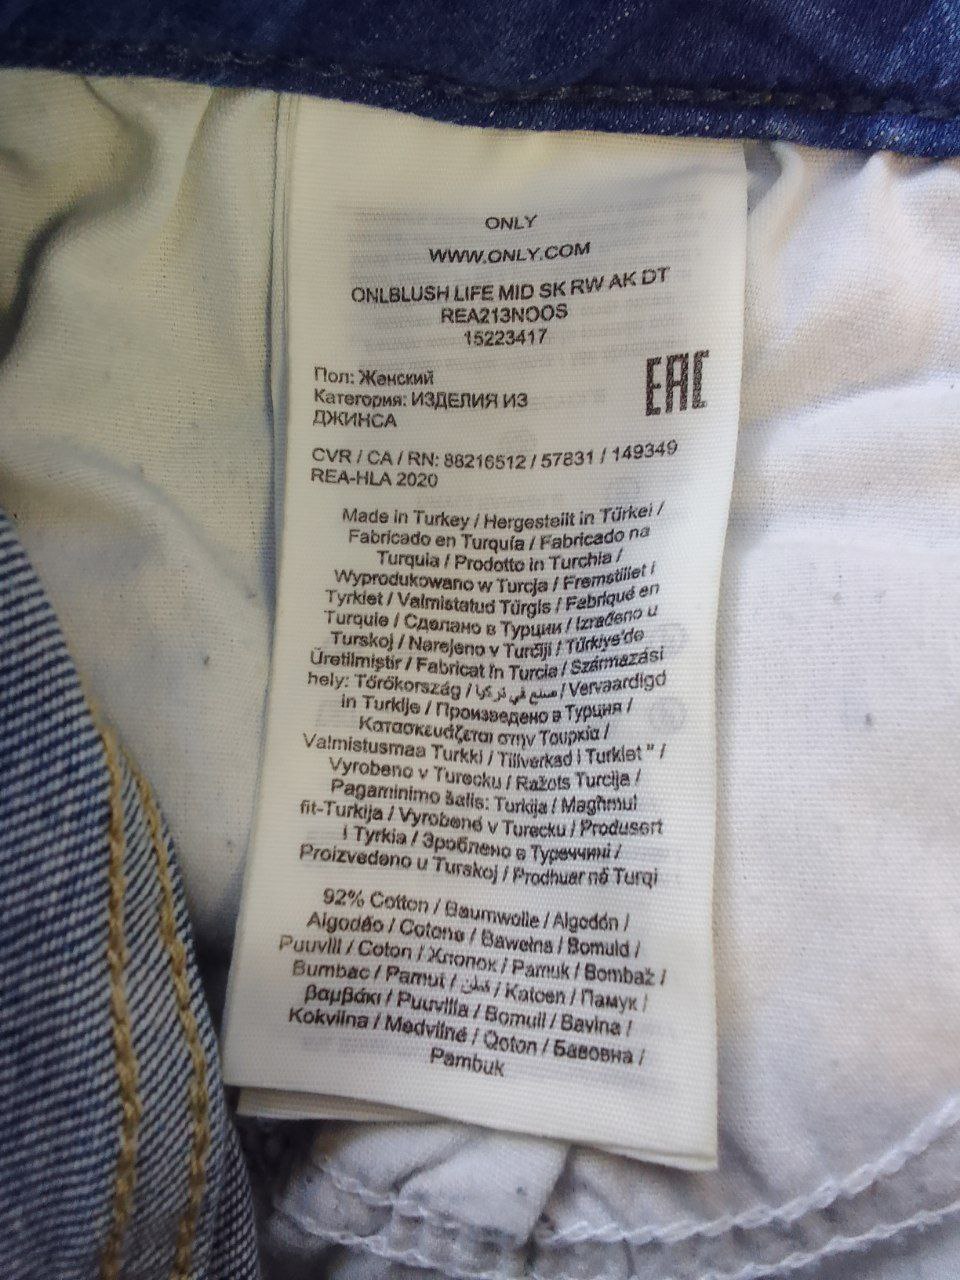 ONLY
WWW.ONLY.COM
ONLBLUSH LIFE MID SK RW AK DT
REA213NOOS
15223417
Пол: Женский
Категория: ИЗДЕЛИЯ ИЗ
ДЖИНСА
EAC
CVR / CA / RN: 88216512 / 57831 / 149349
REA-HLA 2020
Made in Turkey / Hergestellt in Türkei /
Fabricado en Turquía / Fabricado na
Turquia / Prodotto in Turchia /
Wyprodukowano w Turcja / Fremstillet i
Tyrkiet / Valmistatud Türgis / Fabriqué en
Turquie / Сделано в Турции / Izrađeno u
Turskoj / Narejeno v Turčiji / Türkiye'de
Üretilmiştir / Fabricat în Turcia / Származási
hely: Törökország / صنع في تركيا / Vervaardigd
in Turkije / Произведено в Турция /
Κατασκευάζεται στην Τουρκία /
Valmistusmaa Turkki / Tillverkad i Turkiet " /
Vyrobeno v Turecku / Ražots Turcija /
Pagaminimo šalis: Turkija / Magħmul
fit-Turkija / Vyrobené v Turecku / Produsert
i Tyrkia / Зроблено в Туреччині /
Proizvedeno u Turskoj / Prodhuar në Turqi
92% Cotton / Baumwolle / Algodón /
Algodão / Cotone / Bawełna / Bomuld /
Puuvill / Coton / Хлопок / Pamuk / Bombaž /
Bumbac / Pamut / قطن / Katoen / Памук /
βαμβάκι / Puuvilla / Bomull / Bavlna /
Kokvilna / Medvilnė / Qoton / Бавовна /
Pambuk